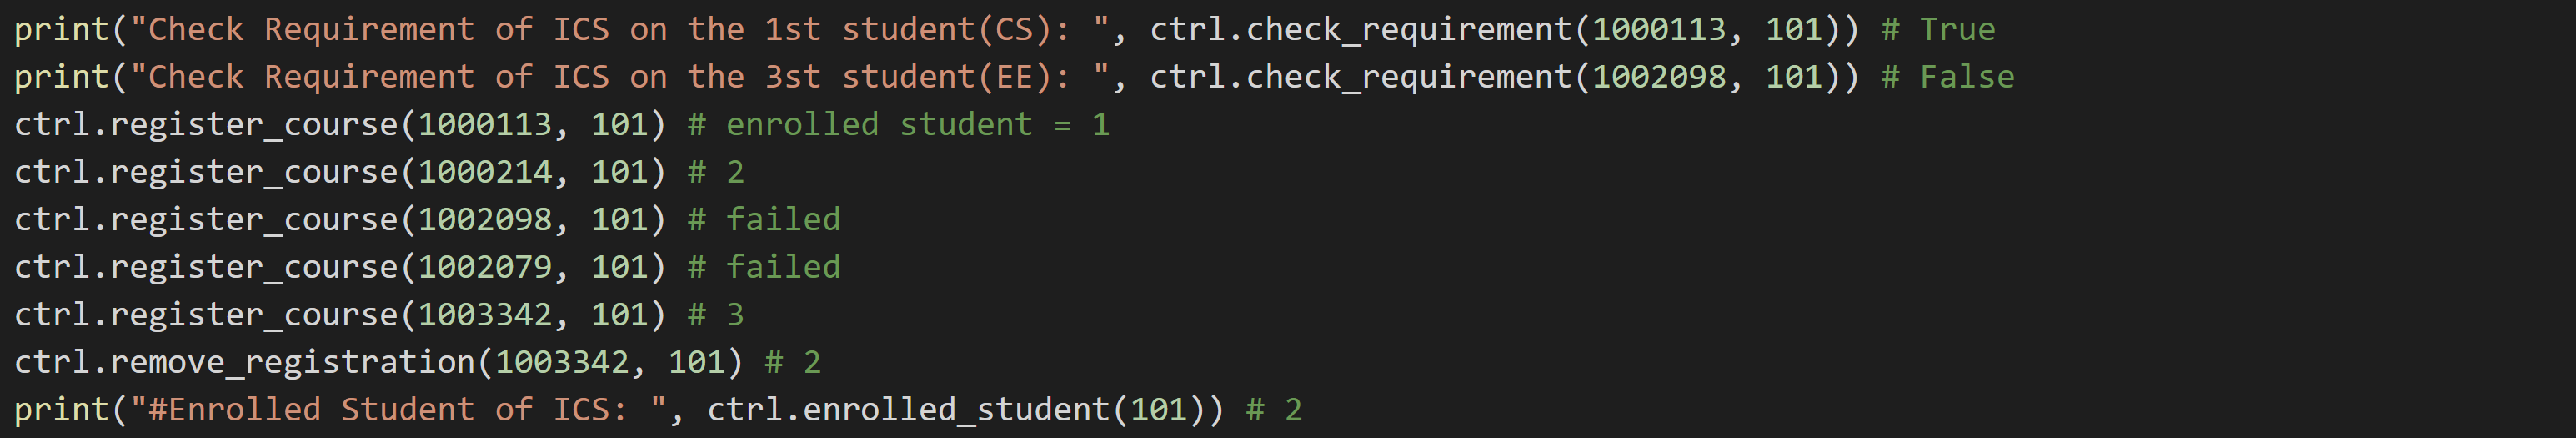 print("Check Requirement of ICS on the 1st student(CS): ", ctrl.check_requirement(1000113, 101)) # True
print("Check Requirement of ICS on the 3st student(EE): ", ctrl.check_requirement(1002098, 101)) # False
ctrl.register_course(1000113, 101) # enrolled student = 1
ctrl.register_course(1000214, 101) # 2
ctrl.register_course(1002098, 101) # failed
ctrl.register_course(1002079, 101) # failed
ctrl.register_course(1003342, 101) # 3
ctrl.remove_registration(1003342, 101) # 2
print("#Enrolled Student of ICS: ", ctrl.enrolled_student(101)) # 2